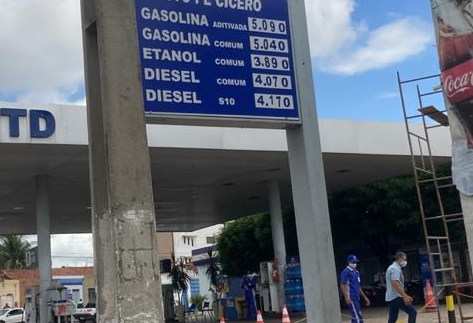 CICERO
GASOLINA ADITIVADA 5.090
GASOLINA COMUM 5.040
ETANOL COMUM 3.890
DIESEL COMUM 4.070
DIESEL S10 4.170
TD
Coca